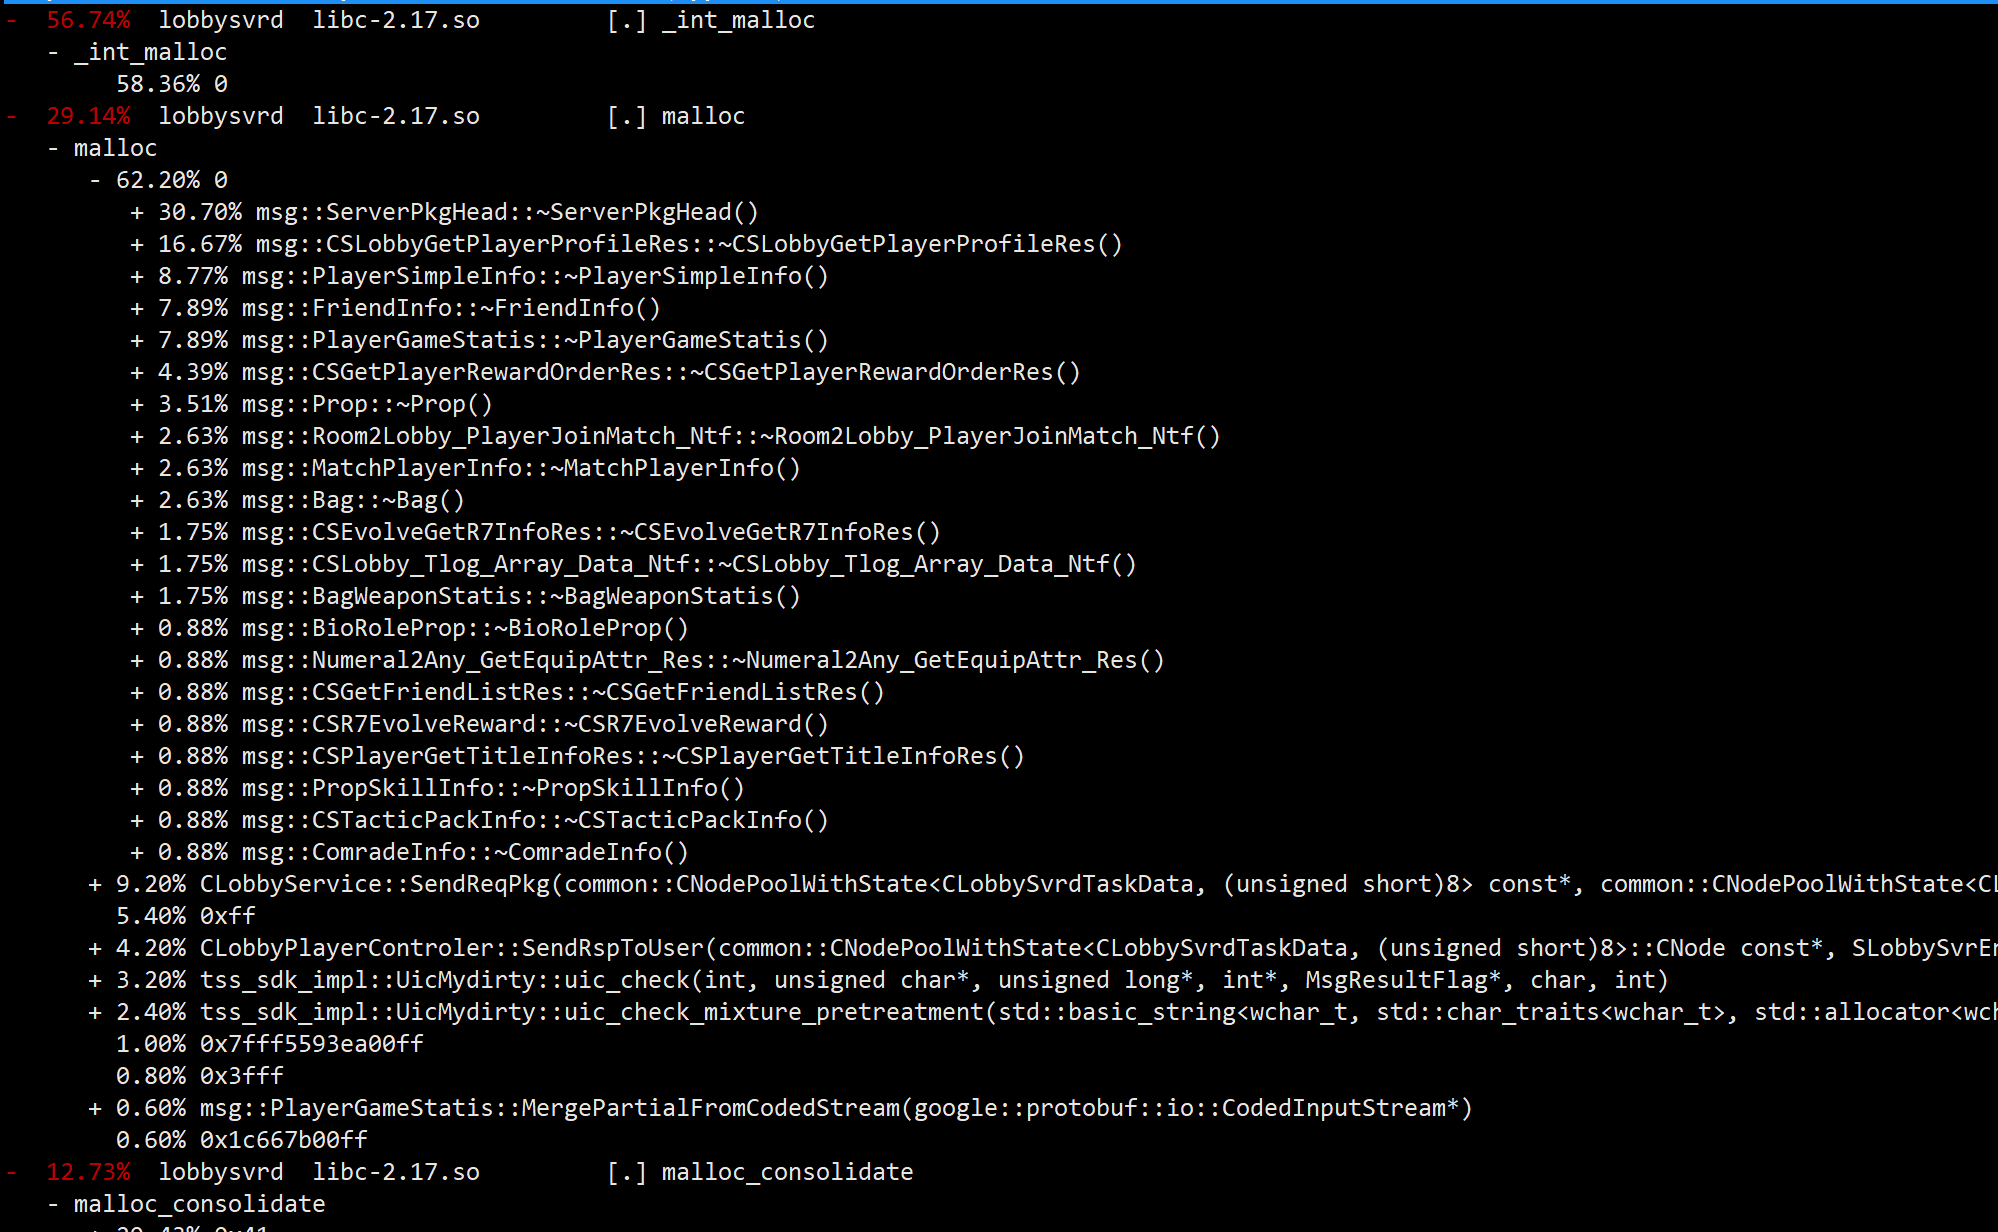 - 56.74% lobbysvrd libc-2.17.so [.] _int_malloc
- _int_malloc
58.36% 0
- 29.14% lobbysvrd libc-2.17.so [.] malloc
- malloc
- 62.20% 0
+ 30.70% msg::ServerPkgHead::~ServerPkgHead()
+ 16.67% msg::CSLobbyGetPlayerProfileRes::~CSLobbyGetPlayerProfileRes()
+ 8.77% msg::PlayerSimpleInfo::~PlayerSimpleInfo()
+ 7.89% msg::FriendInfo::~FriendInfo()
+ 7.89% msg::PlayerGameStatis::~PlayerGameStatis()
+ 4.39% msg::CSGetPlayerRewardOrderRes::~CSGetPlayerRewardOrderRes()
+ 3.51% msg::Prop::~Prop()
+ 2.63% msg::Room2Lobby_PlayerJoinMatch_Ntf::~Room2Lobby_PlayerJoinMatch_Ntf()
+ 2.63% msg::MatchPlayerInfo::~MatchPlayerInfo()
+ 2.63% msg::Bag::~Bag()
+ 1.75% msg::CSEvolveGetR7InfoRes::~CSEvolveGetR7InfoRes()
+ 1.75% msg::CSLobby_Tlog_Array_Data_Ntf::~CSLobby_Tlog_Array_Data_Ntf()
+ 1.75% msg::BagWeaponStatis::~BagWeaponStatis()
+ 0.88% msg::BioRoleProp::~BioRoleProp()
+ 0.88% msg::Numeral2Any_GetEquipAttr_Res::~Numeral2Any_GetEquipAttr_Res()
+ 0.88% msg::CSGetFriendListRes::~CSGetFriendListRes()
+ 0.88% msg::CSR7EvolveReward::~CSR7EvolveReward()
+ 0.88% msg::CSPlayerGetTitleInfoRes::~CSPlayerGetTitleInfoRes()
+ 0.88% msg::PropSkillInfo::~PropSkillInfo()
+ 0.88% msg::CSTacticPackInfo::~CSTacticPackInfo()
+ 0.88% msg::ComradeInfo::~ComradeInfo()
+ 9.20% CLobbyService::SendReqPkg(common::CNodePoolWithState<CLobbySvrdTaskData, (unsigned short)8> const*, common::CNodePoolWithState<CL
5.40% 0xff
+ 4.20% CLobbyPlayerControler::SendRspToUser(common::CNodePoolWithState<CLobbySvrdTaskData, (unsigned short)8>::CNode const*, SLobbySvrEr
+ 3.20% tss_sdk_impl::UicMydirty::uic_check(int, unsigned char*, unsigned long*, int*, MsgResultFlag*, char, int)
+ 2.40% tss_sdk_impl::UicMydirty::uic_check_mixture_pretreatment(std::basic_string<wchar_t, std::char_traits<wchar_t>, std::allocator<wch
1.00% 0x7fff5593ea00ff
0.80% 0x3fff
+ 0.60% msg::PlayerGameStatis::MergePartialFromCodedStream(google::protobuf::io::CodedInputStream*)
0.60% 0x1c667b00ff
- 12.73% lobbysvrd libc-2.17.so [.] malloc_consolidate
- malloc_consolidate